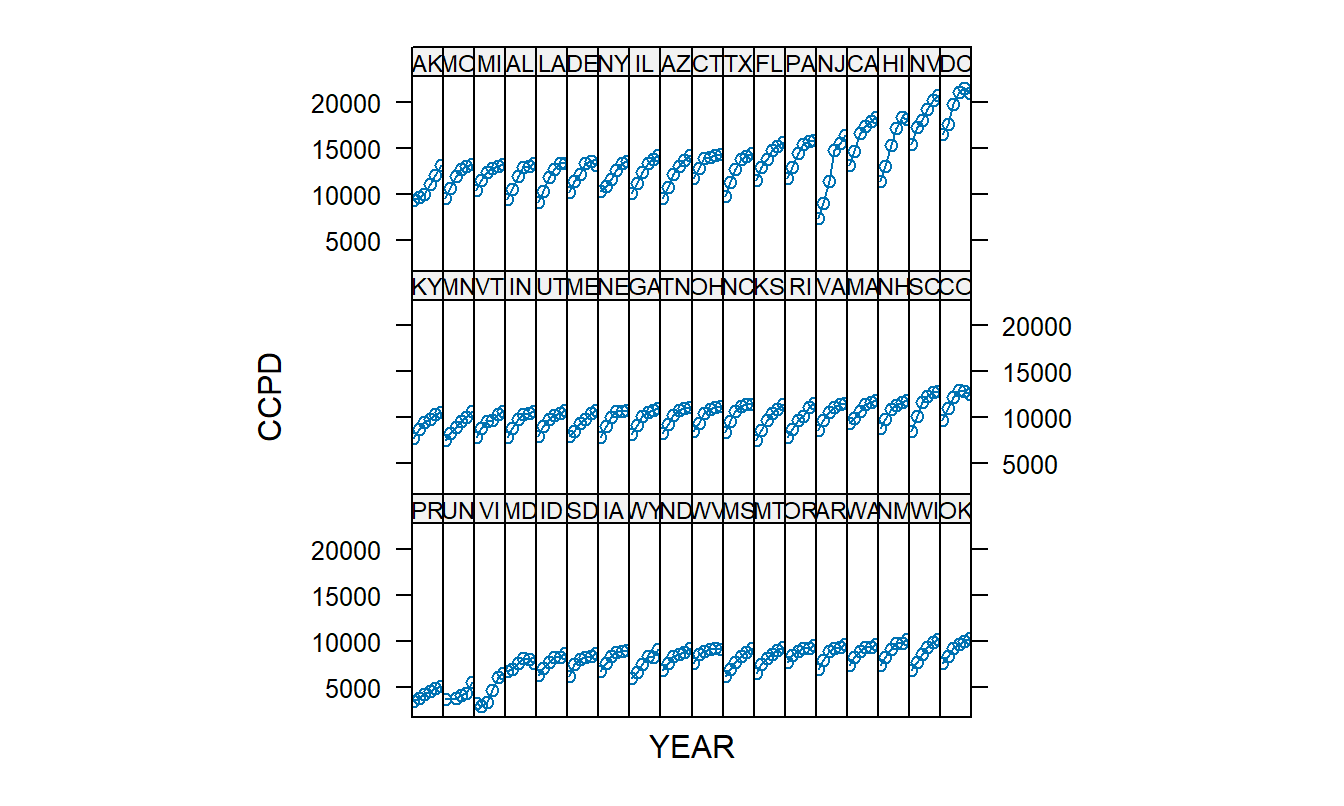 AK MO MI AL LA DE NY IL AZ CT TX FL PA NJ CA HI NV DC
20000
15000
10000
5000
KY MN VT IN UT ME NE GA TN OH NC KS RI VA MA NH SC CO
20000
15000
10000
5000
CCPD
PR UN VI MD ID SD IA WY ND WV MS MT OR AR WA NM WI OK
20000
15000
10000
5000
YEAR